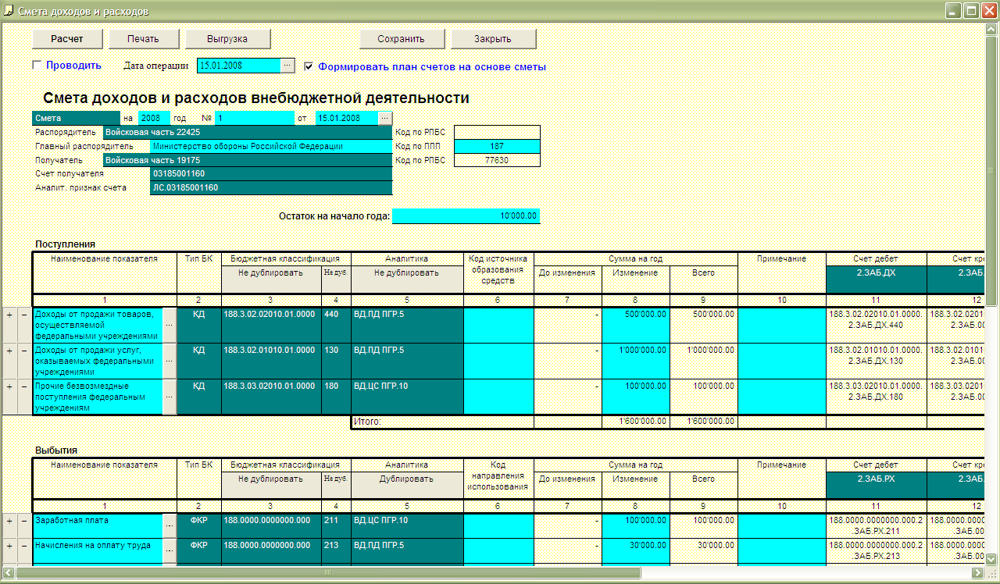 Смета доходов и расходов
Расчет Печать Выгрузка Сохранить Закрыть
Проводить Дата операции 15.01.2008 ... Формировать план счетов на основе сметы
Смета доходов и расходов внебюджетной деятельности
Смета на 2008 год № 1 от 15.01.2008 ...
Распорядитель Войсковая часть 22425 Код по РПБС
Главный распорядитель Министерство обороны Российской Федерации Код по ППП 187
Получатель Войсковая часть 19175 Код по РПБС 77630
Счет получателя 03185001160
Аналит. признак счета ЛС.03185001160
Остаток на начало года: 10'000.00
Поступления
Наименование показателя Тип БК Бюджетная классификация Аналитика Код источника Сумма на год Примечание Счет дебет Счет кре
образования
Не дублировать Не дуб. Не дублировать До изменения Изменение Всего 2.ЗАБ.ДХ 2.ЗАБ.
средств
1 2 3 4 5 6 7 8 9 10 11 12
+ − Доходы от продажи товаров, ... КД 188.3.02.02010.01.0000 440 ВД.ПД ПГР.5 - 500'000.00 500'000.00 188.3.02.02010.01.0000. 188.3.02.0201
осуществляемой 2.ЗАБ.ДХ.440 2.ЗАБ.00
федеральными учреждениями
+ − Доходы от продажи услуг, ... КД 188.3.02.01010.01.0000 130 ВД.ПД ПГР.5 - 1'000'000.00 1'000'000.00 188.3.02.01010.01.0000. 188.3.02.0101
оказываемых федеральными 2.ЗАБ.ДХ.130 2.ЗАБ.00
учреждениями
+ − Прочие безвозмездные ... КД 188.3.03.02010.01.0000 180 ВД.ЦС ПГР.10 - 100'000.00 100'000.00 188.3.03.02010.01.0000. 188.3.03.0201
поступления федеральным 2.ЗАБ.ДХ.180 2.ЗАБ.00
учреждениям
Итого: 1'600'000.00 1'600'000.00
Выбытия
Наименование показателя Тип БК Бюджетная классификация Аналитика Код Сумма на год Примечание Счет дебет Счет кре
направления
Не дублировать Не дуб. Дублировать До изменения Изменение Всего 2.ЗАБ.РХ 2.ЗАБ.
использования
1 2 3 4 5 6 7 8 9 10 11 12
+ − Заработная плата ... ФКР 188.0000.0000000.000 211 ВД.ЦС ПГР.10 - 100'000.00 100'000.00 188.0000.0000000.000.2 188.0000.0000
.ЗАБ.РХ.211 2.ЗАБ.00
+ − Начисления на оплату труда ... ФКР 188.0000.0000000.000 213 ВД.ПД ПГР.5 - 30'000.00 30'000.00 188.0000.0000000.000.2 188.0000.0000
.ЗАБ.РХ.213 2.ЗАБ.00